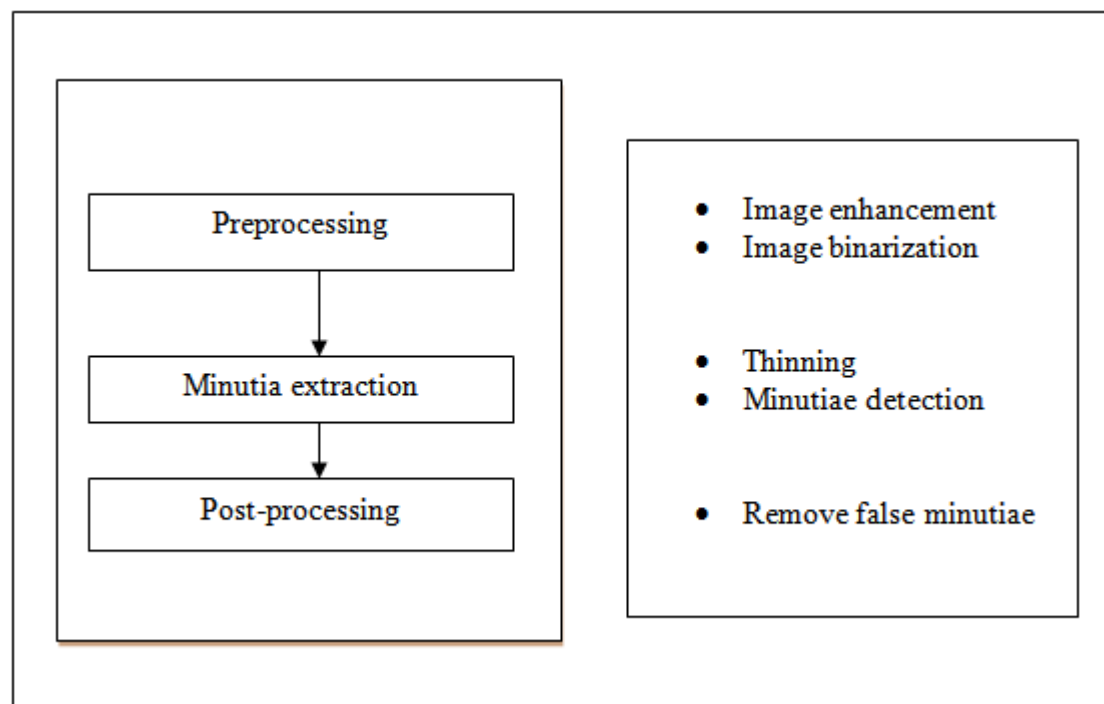 Preprocessing
Minutia extraction
Post-processing
• Image enhancement
• Image binarization
• Thinning
• Minutiae detection
• Remove false minutiae